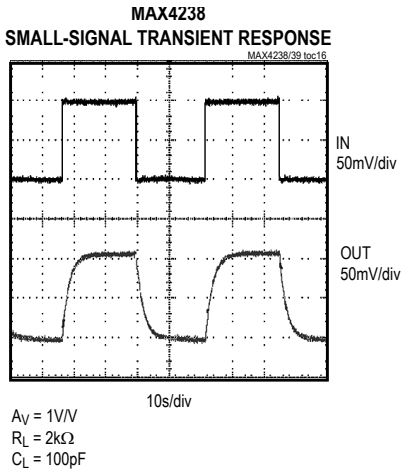 MAX4238
SMALL-SIGNAL TRANSIENT RESPONSE
MAX4238/39 toc16
IN
50mV/div
OUT
50mV/div
10s/div
AV = 1V/V
RL = 2kΩ
CL = 100pF